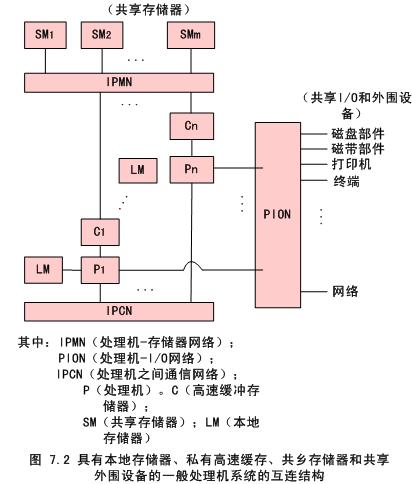 (共享存储器)
SM1 SM2 SMm
...
IPMN
...
(共享I/O和外围设
备)
Cn
磁盘部件
磁带部件
LM Pn
打印机
终端
PION
C1
LM P1
...
网络
IPCN
其中：IPMN（处理机-存储器网络）；
PION（处理机-I/O网络）；
IPCN（处理机之间通信网络）；
P（处理机）。C（高速缓冲存
储器）；
SM（共享存储器）；LM（本地
存储器）
图 7.2 具有本地存储器、私有高速缓存、共乡存储器和共享
外围设备的一般处理机系统的互连结构